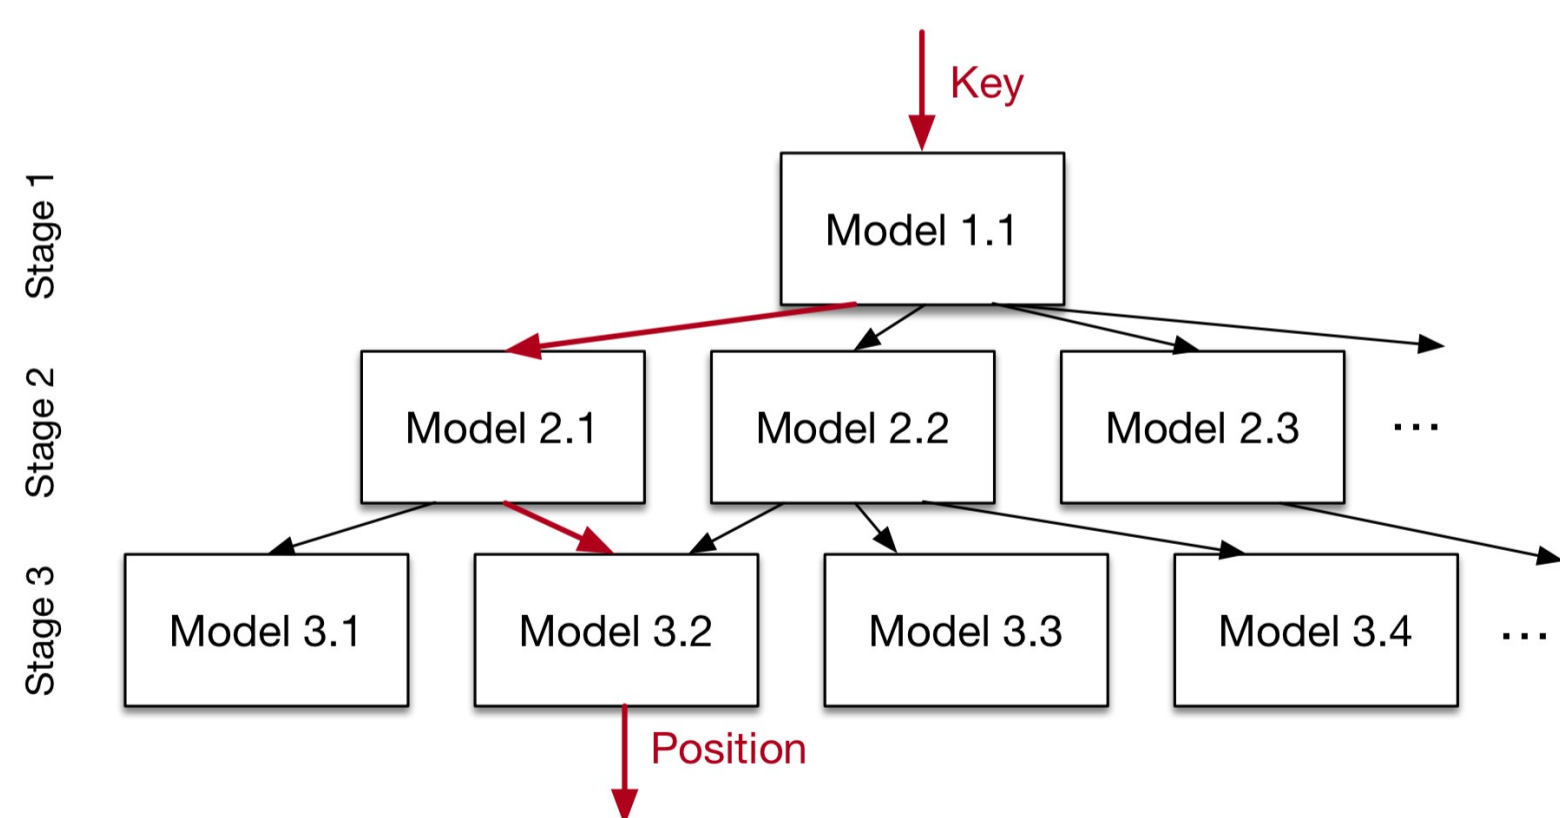 Key
Stage 1
Model 1.1
Stage 2
Model 2.1
Model 2.2
Model 2.3
...
Stage 3
Model 3.1
Model 3.2
Model 3.3
Model 3.4
...
Position